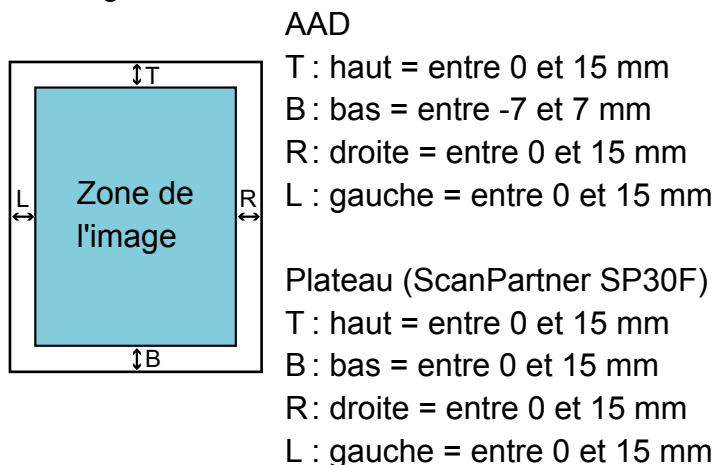 AAD
T : haut = entre 0 et 15 mm
B : bas = entre -7 et 7 mm
R : droite = entre 0 et 15 mm
L : gauche = entre 0 et 15 mm
T
L
Zone de
l'image
R
B
Plateau (ScanPartner SP30F)
T : haut = entre 0 et 15 mm
B : bas = entre 0 et 15 mm
R : droite = entre 0 et 15 mm
L : gauche = entre 0 et 15 mm